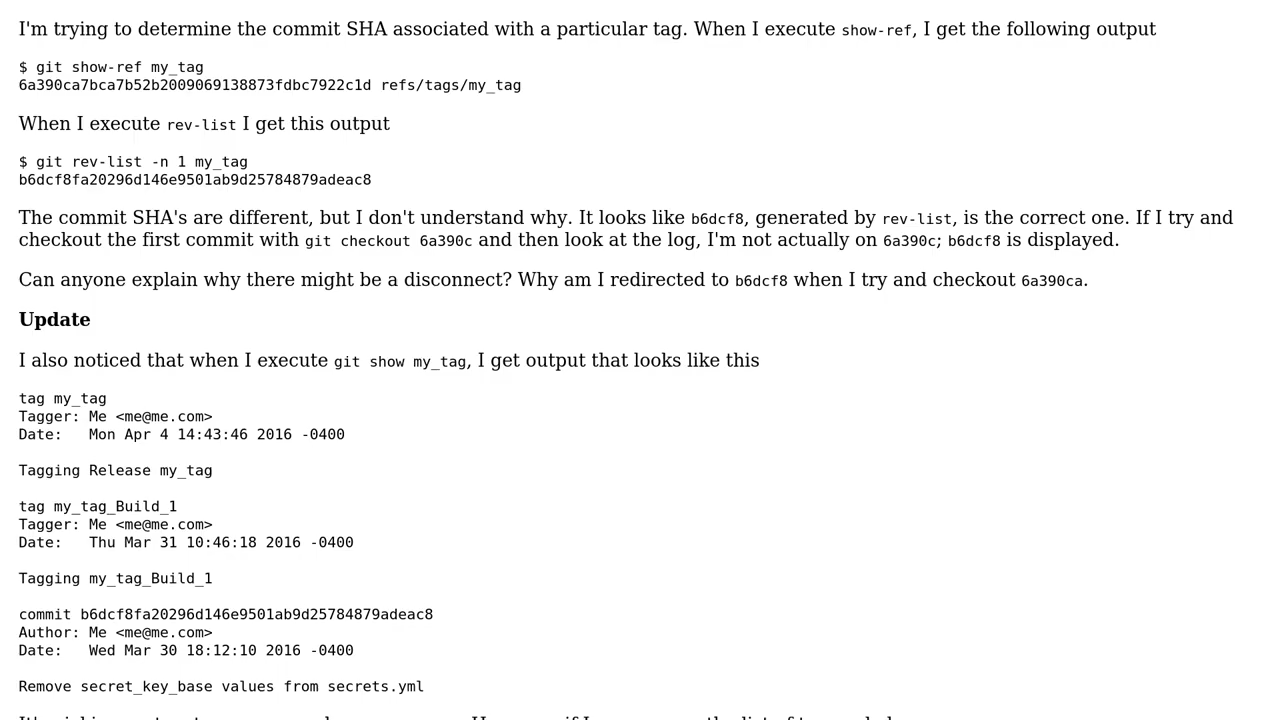 I'm trying to determine the commit SHA associated with a particular tag. When I execute show-ref, I get the following output
$ git show-ref my_tag
6a390ca7bca7b52b2009069138873fdbc7922c1d refs/tags/my_tag
When I execute rev-list I get this output
$ git rev-list -n 1 my_tag
b6dcf8fa20296d146e9501ab9d25784879adeac8
The commit SHA's are different, but I don't understand why. It looks like b6dcf8, generated by rev-list, is the correct one. If I try and
checkout the first commit with git checkout 6a390c and then look at the log, I'm not actually on 6a390c; b6dcf8 is displayed.
Can anyone explain why there might be a disconnect? Why am I redirected to b6dcf8 when I try and checkout 6a390ca.
Update
I also noticed that when I execute git show my_tag, I get output that looks like this
tag my_tag
Tagger: Me <me@me.com>
Date:   Mon Apr 4 14:43:46 2016 -0400
Tagging Release my_tag
tag my_tag_Build_1
Tagger: Me <me@me.com>
Date:   Thu Mar 31 10:46:18 2016 -0400
Tagging my_tag_Build_1
commit b6dcf8fa20296d146e9501ab9d25784879adeac8
Author: Me <me@me.com>
Date:   Wed Mar 30 18:12:10 2016 -0400
Remove secret_key_base values from secrets.yml